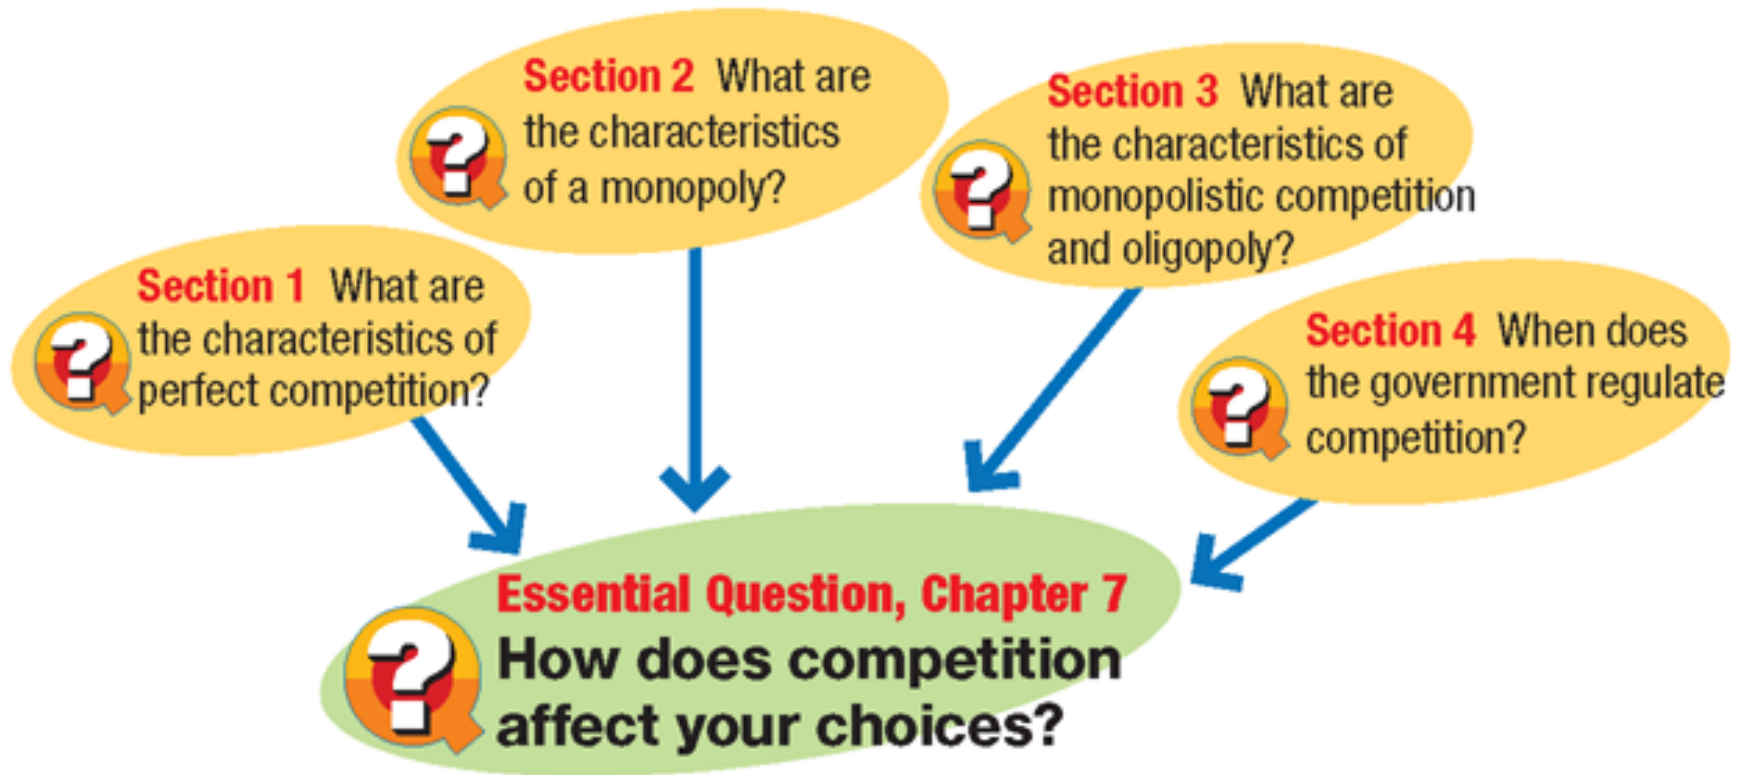 Section 1 What are
the characteristics of
perfect competition?
Section 2 What are
the characteristics
of a monopoly?
Section 3 What are
the characteristics of
monopolistic competition
and oligopoly?
Section 4 When does
the government regulate
competition?
Essential Question, Chapter 7
How does competition
affect your choices?